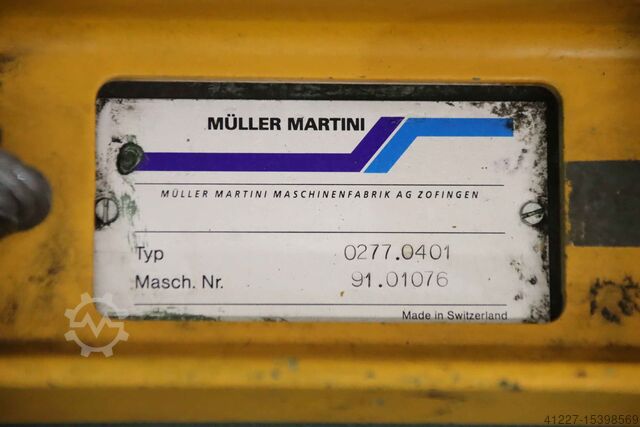 MÜLLER MARTINI
MÜLLER MARTINI MASCHINENFABRIK AG ZOFINGEN
Typ 0277.0401
Masch. Nr. 91.01076
Made in Switzerland
41227-15398569